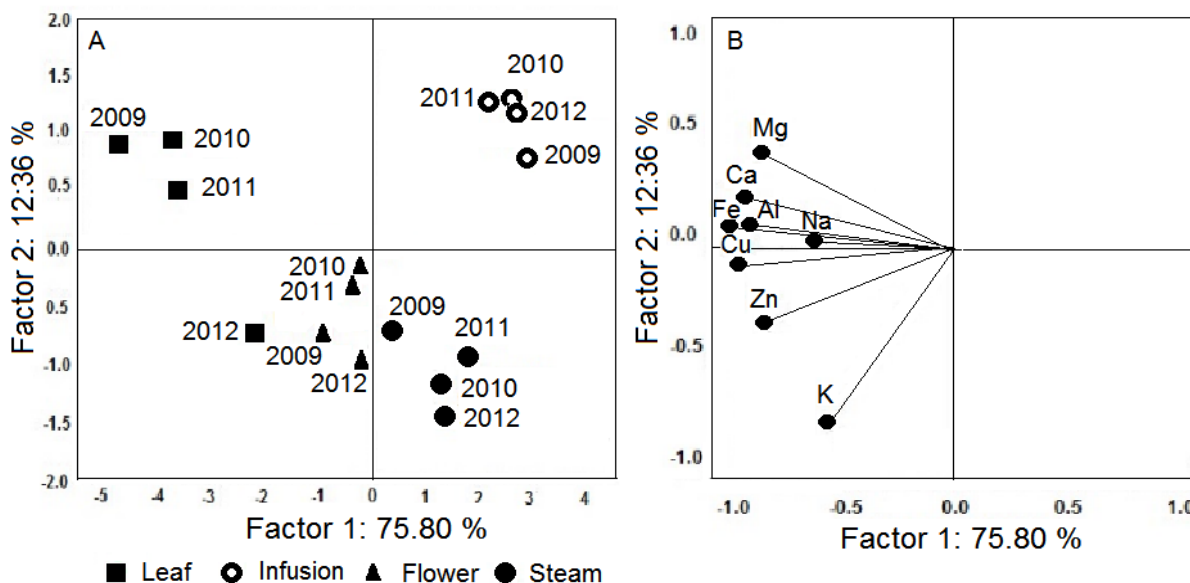 A
2.0
1.5
1.0
0.5
0.0
0.5
-1.0
-1.5
-2.0
Factor 2: 12:36 %
2009
2010
2011
2012
2010
2011
2012
2009
2010
2011
2009
2012
2009
2011
2010
2012
-5 -4 -3 -2 -1 0 1 2 3 4
Factor 1: 75.80 %
Leaf Infusion Flower Steam
B
1.0
0.5
0.0
-0.5
-1.0
Factor 2: 12:36 %
Mg
Ca
Fe Al Na
Cu
Zn
K
-1.0 -0.5 0.0 0.5 1.0
Factor 1: 75.80 %